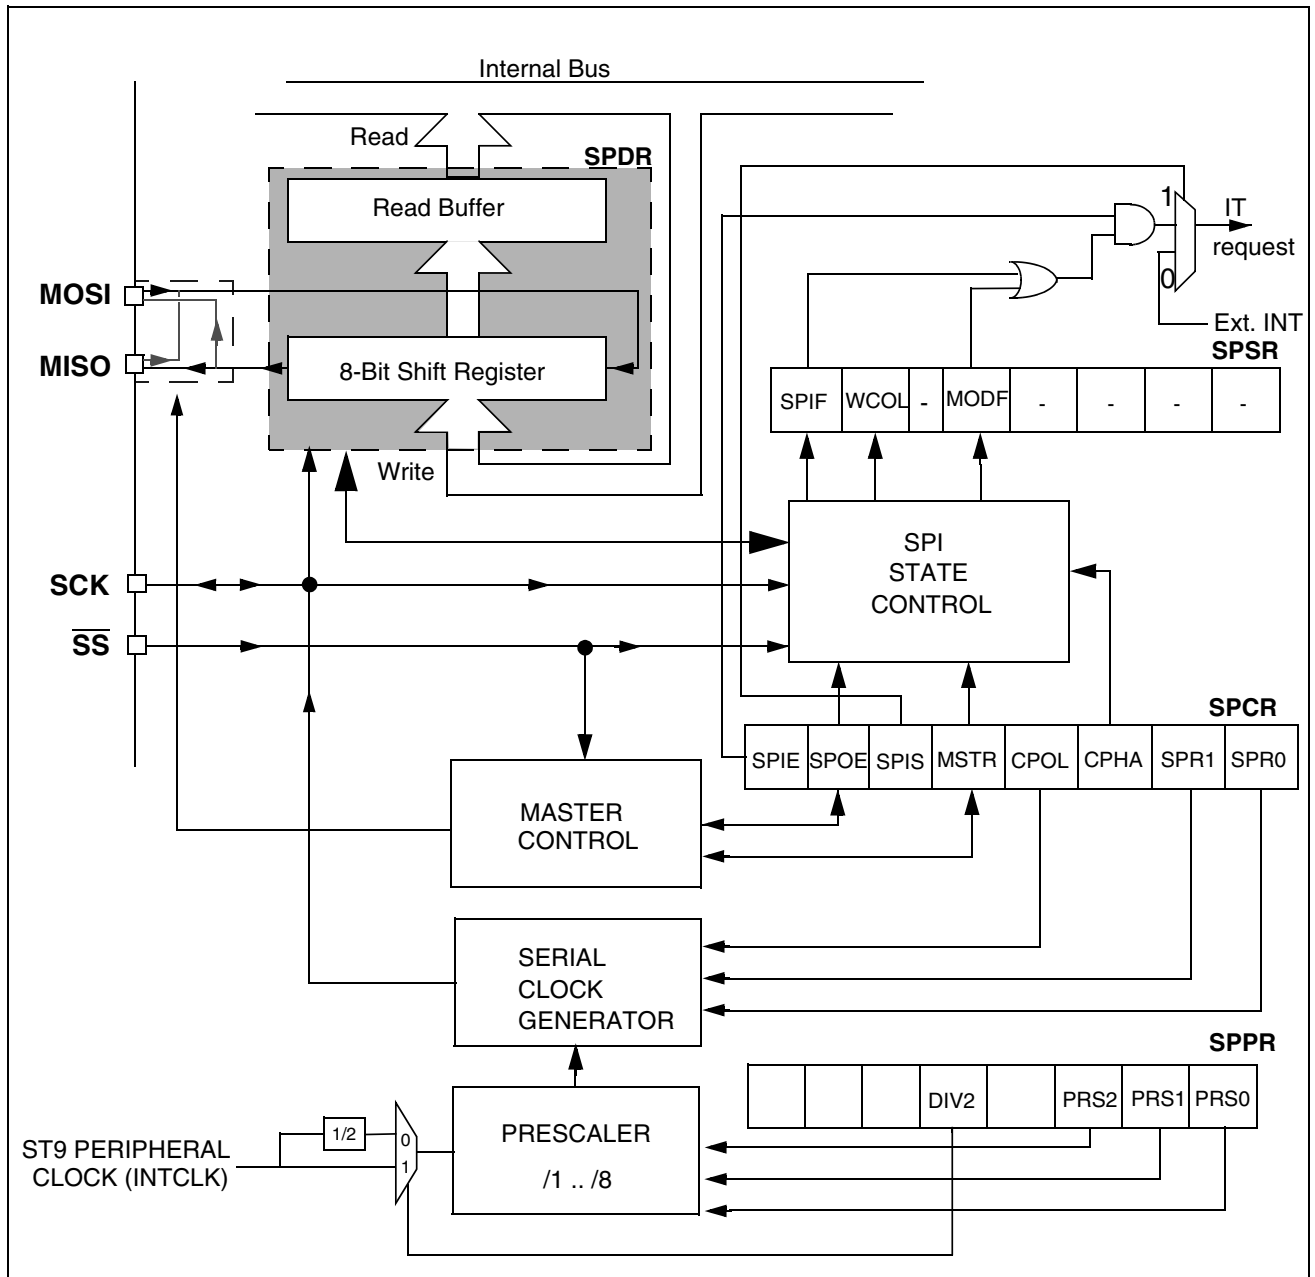 Internal Bus
Read
SPDR
Read Buffer
1
IT
request
0
MOSI
Ext. INT
MISO
8-Bit Shift Register
SPSR
SPIF WCOL - MODF - - - -
Write
SPI
STATE
CONTROL
SCK
SS
SPCR
SPIE SPOE SPIS MSTR CPOL CPHA SPR1 SPR0
MASTER
CONTROL
SERIAL
CLOCK
GENERATOR
SPPR
DIV2 PRS2 PRS1 PRS0
1/2
0
1
ST9 PERIPHERAL
CLOCK (INTCLK)
PRESCALER
/1 .. /8